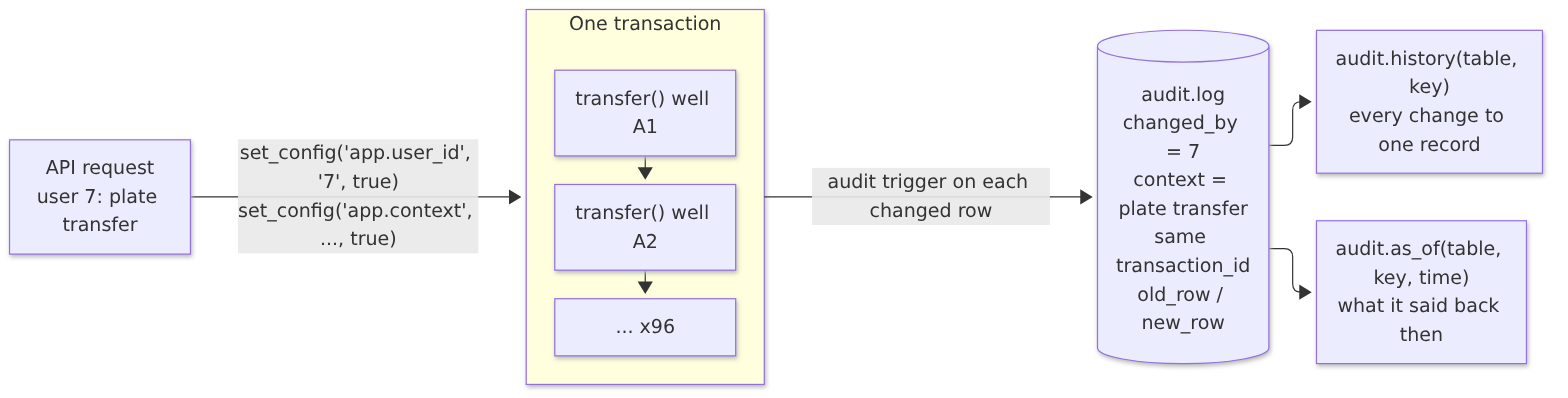 API request
user 7: plate
transfer
set_config('app.user_id',
'7', true)
set_config('app.context',
..., true)
One transaction
transfer() well
A1
transfer() well
A2
... x96
audit trigger on each
changed row
audit.log
changed_by
= 7
context =
plate transfer
same
transaction_id
old_row /
new_row
audit.history(table,
key)
every change to
one record
audit.as_of(table,
key, time)
what it said back
then